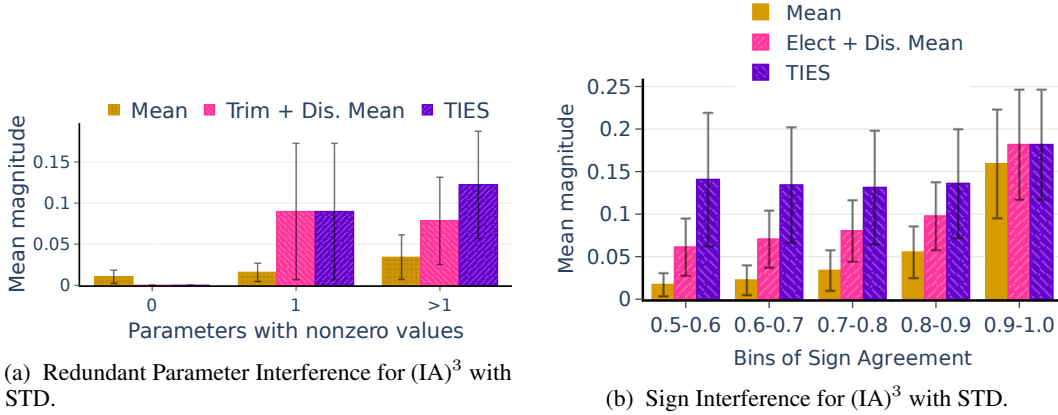 Mean Trim + Dis. Mean TIES
Mean magnitude
0.15
0.1
0.05
0
0 1 >1
Parameters with nonzero values
(a) Redundant Parameter Interference for (IA)³ with
STD.
Mean
Elect + Dis. Mean
TIES
Mean magnitude
0.25
0.2
0.15
0.1
0.05
0
0.5-0.6 0.6-0.7 0.7-0.8 0.8-0.9 0.9-1.0
Bins of Sign Agreement
(b) Sign Interference for (IA)³ with STD.